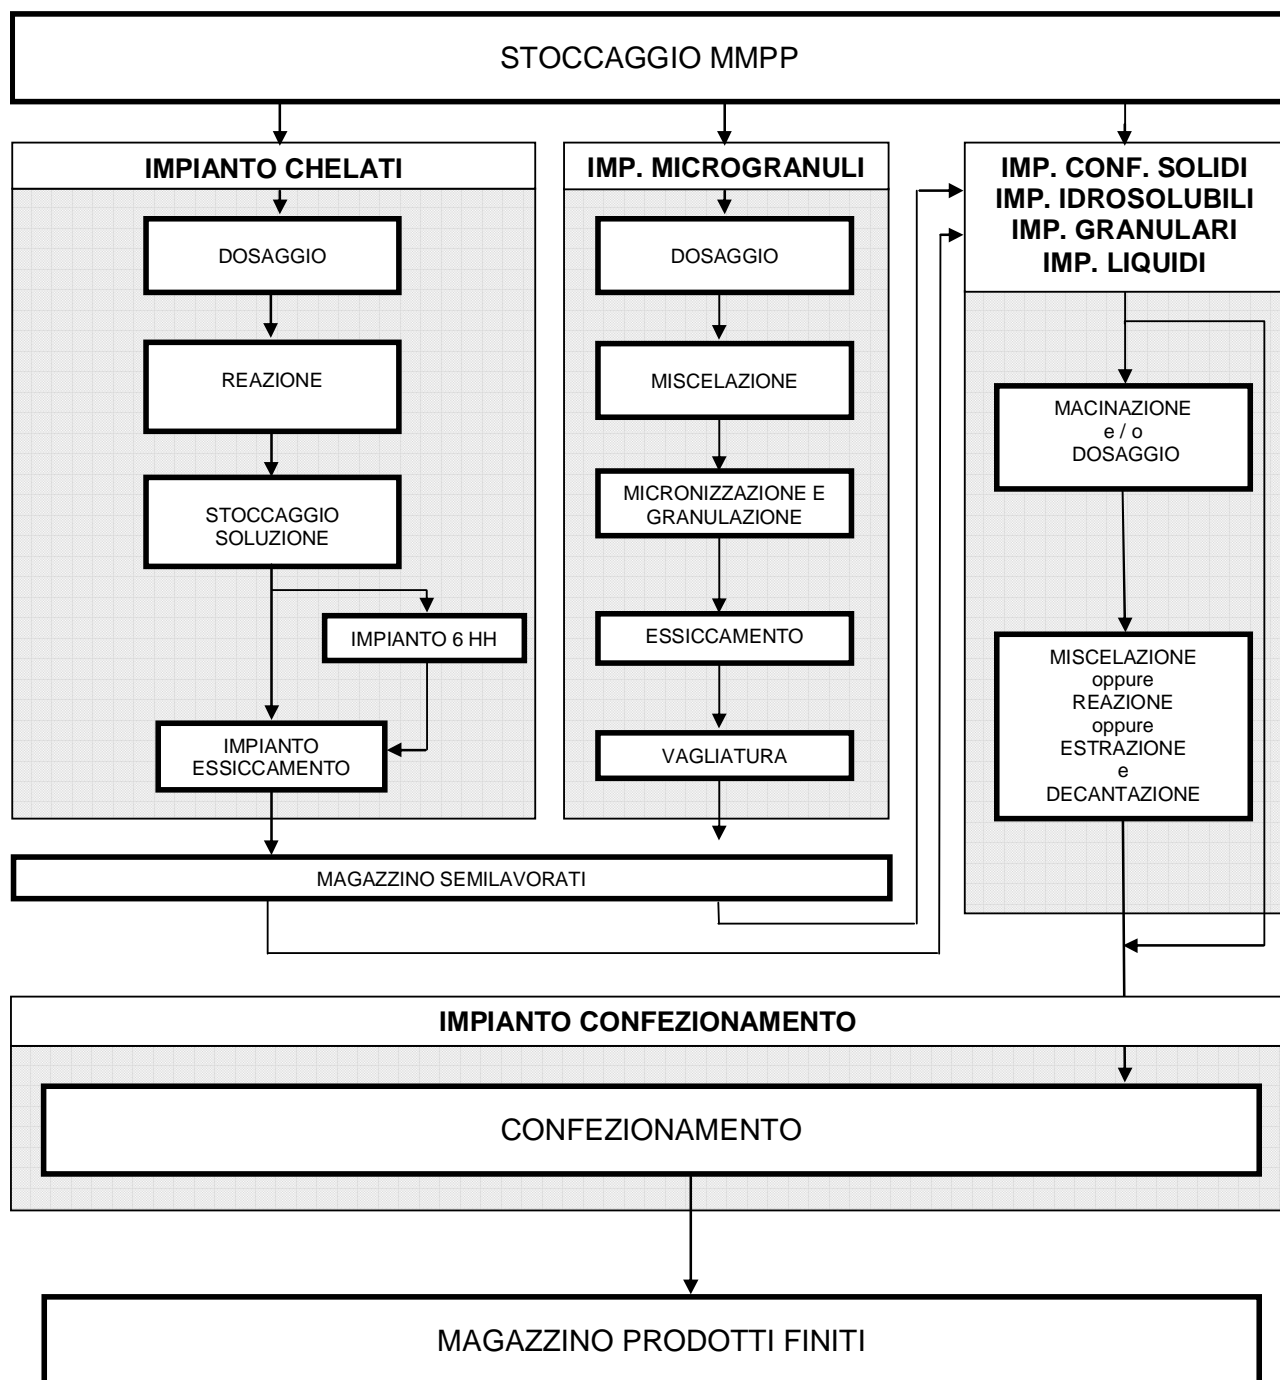 STOCCAGGIO MMPP
IMPIANTO CHELATI
DOSAGGIO
REAZIONE
STOCCAGGIO
SOLUZIONE
IMPIANTO 6 HH
IMPIANTO
ESSICCAMENTO
IMP. MICROGRANULI
DOSAGGIO
MISCELAZIONE
MICRONIZZAZIONE E
GRANULAZIONE
ESSICCAMENTO
VAGLIATURA
IMP. CONF. SOLIDI
IMP. IDROSOLUBILI
IMP. GRANULARI
IMP. LIQUIDI
MACINAZIONE
e / o
DOSAGGIO
MISCELAZIONE
oppure
REAZIONE
oppure
ESTRAZIONE
e
DECANTAZIONE
MAGAZZINO SEMILAVORATI
IMPIANTO CONFEZIONAMENTO
CONFEZIONAMENTO
MAGAZZINO PRODOTTI FINITI